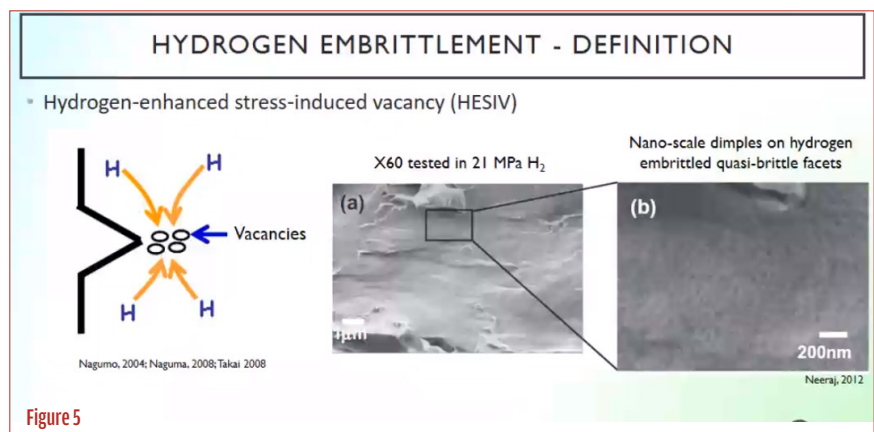 HYDROGEN EMBRITTLEMENT - DEFINITION
• Hydrogen-enhanced stress-induced vacancy (HESIV)
H
H
Vacancies
H
H
Nagumo, 2004; Naguma, 2008; Takai 2008
X60 tested in 21 MPa H₂
(a)
1μm
Nano-scale dimples on hydrogen
embrittled quasi-brittle facets
(b)
200nm
Neeraj, 2012
Figure 5